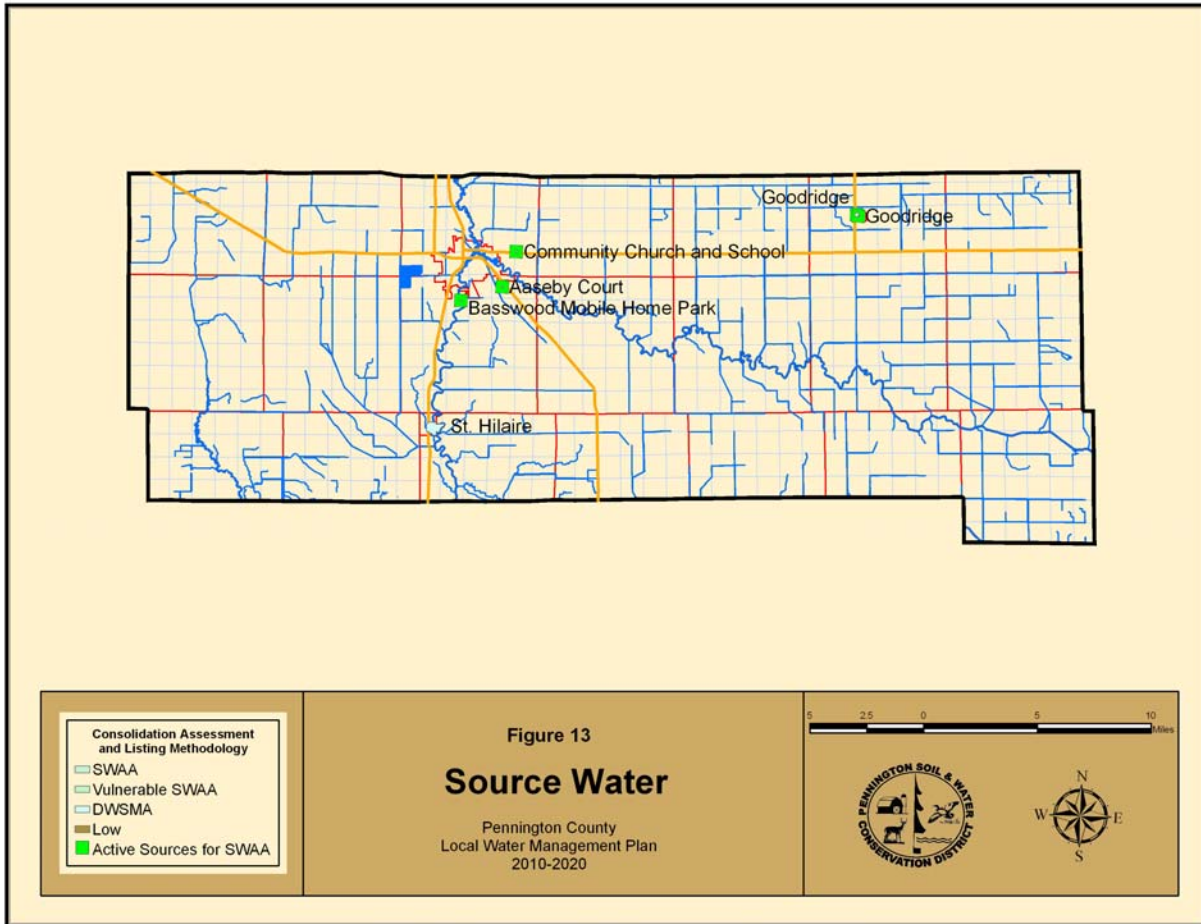 Goodridge
Goodridge
Community Church and School
Aaseby Court
Basswood Mobile Home Park
St. Hilaire
Consolidation Assessment
and Listing Methodology
SWAA
Vulnerable SWAA
DWSMA
Low
Active Sources for SWAA
Figure 13
Source Water
Pennington County
Local Water Management Plan
2010-2020
5 2.5 0 5 10
Miles
PENNINGTON SOIL & WATER
CONSERVATION DISTRICT
N
W E
S